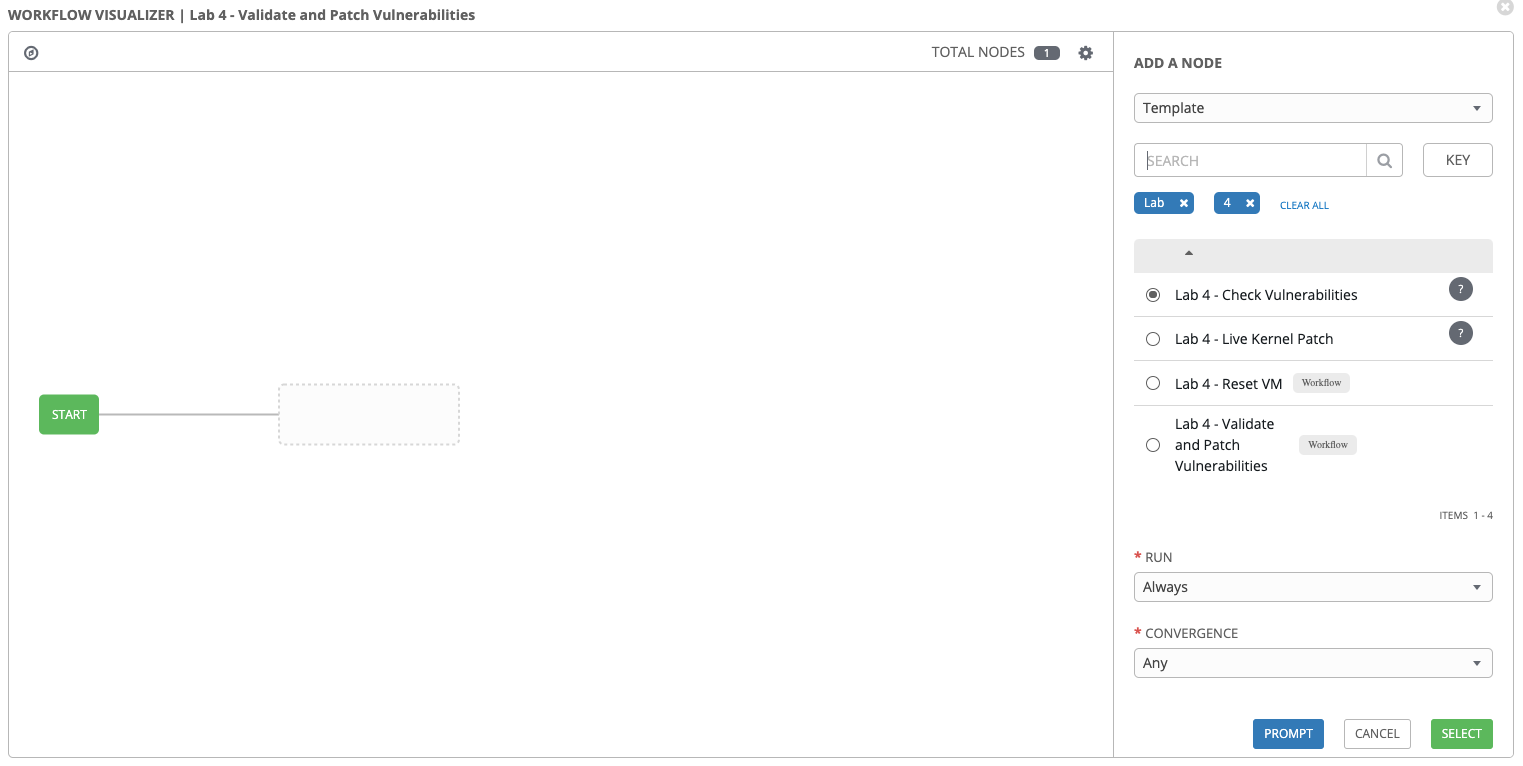 WORKFLOW VISUALIZER | Lab 4 - Validate and Patch Vulnerabilities
TOTAL NODES 1
START
ADD A NODE
Template
SEARCH
KEY
Lab
4
CLEAR ALL
Lab 4 - Check Vulnerabilities
?
Lab 4 - Live Kernel Patch
?
Lab 4 - Reset VM Workflow
Lab 4 - Validate
and Patch
Vulnerabilities
Workflow
ITEMS 1 - 4
* RUN
Always
* CONVERGENCE
Any
PROMPT
CANCEL
SELECT